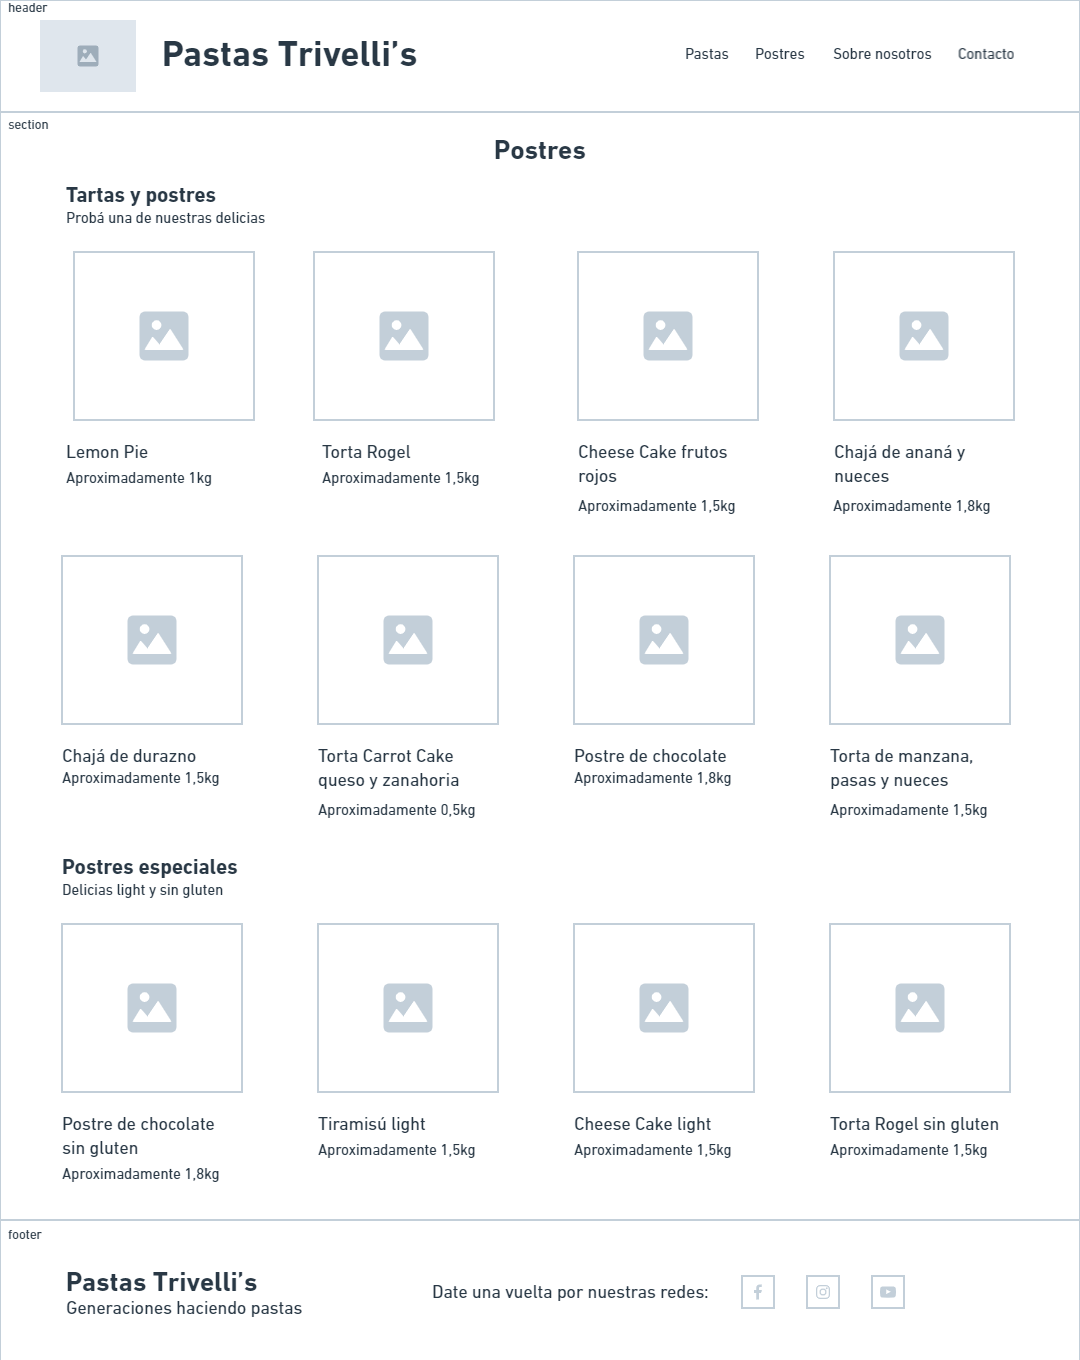 header
Pastas Trivelli’s
Pastas
Postres
Sobre nosotros
Contacto
section
Postres
Tartas y postres
Probá una de nuestras delicias
Lemon Pie
Aproximadamente 1kg
Torta Rogel
Aproximadamente 1,5kg
Cheese Cake frutos
rojos
Aproximadamente 1,5kg
Chajá de ananá y
nueces
Aproximadamente 1,8kg
Chajá de durazno
Aproximadamente 1,5kg
Torta Carrot Cake
queso y zanahoria
Aproximadamente 0,5kg
Postre de chocolate
Aproximadamente 1,8kg
Torta de manzana,
pasas y nueces
Aproximadamente 1,5kg
Postres especiales
Delicias light y sin gluten
Postre de chocolate
sin gluten
Aproximadamente 1,8kg
Tiramisú light
Aproximadamente 1,5kg
Cheese Cake light
Aproximadamente 1,5kg
Torta Rogel sin gluten
Aproximadamente 1,5kg
footer
Pastas Trivelli’s
Generaciones haciendo pastas
Date una vuelta por nuestras redes: